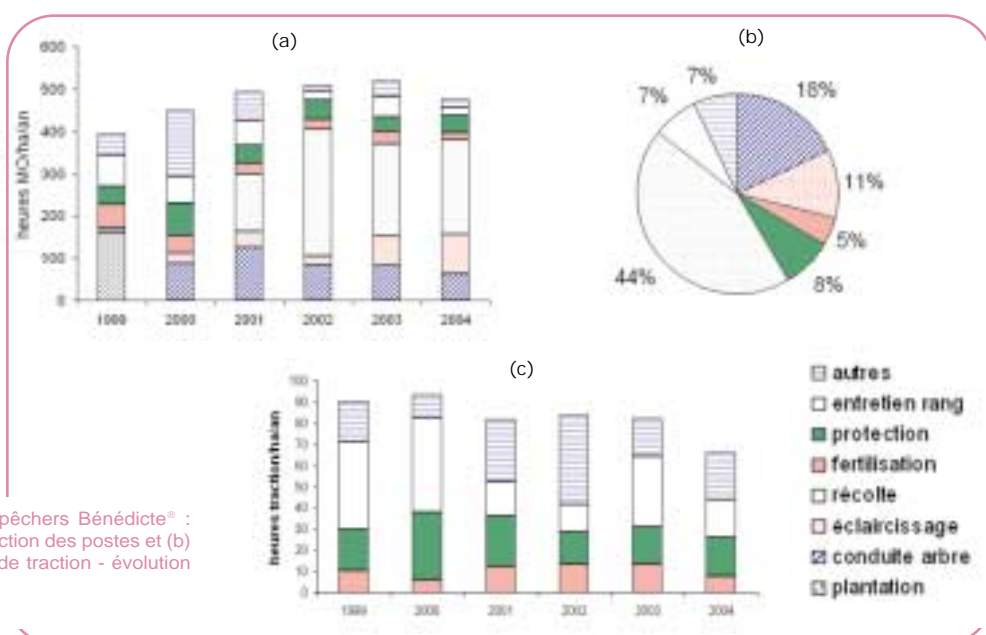 (a)
(b)
600
500
400
300
200
100
0
heures MO/ha/an
1999
2000
2001
2002
2003
2004
7%
7%
18%
11%
5%
8%
44%
(c)
100
90
80
70
60
50
40
30
20
10
0
heures traction/ha/an
1999
2000
2001
2002
2003
2004
autres
entretien rang
protection
fertilisation
récolte
éclaircissage
conduite arbre
plantation
pêchers Bénédicte® :
ction des postes et (b)
de traction - évolution